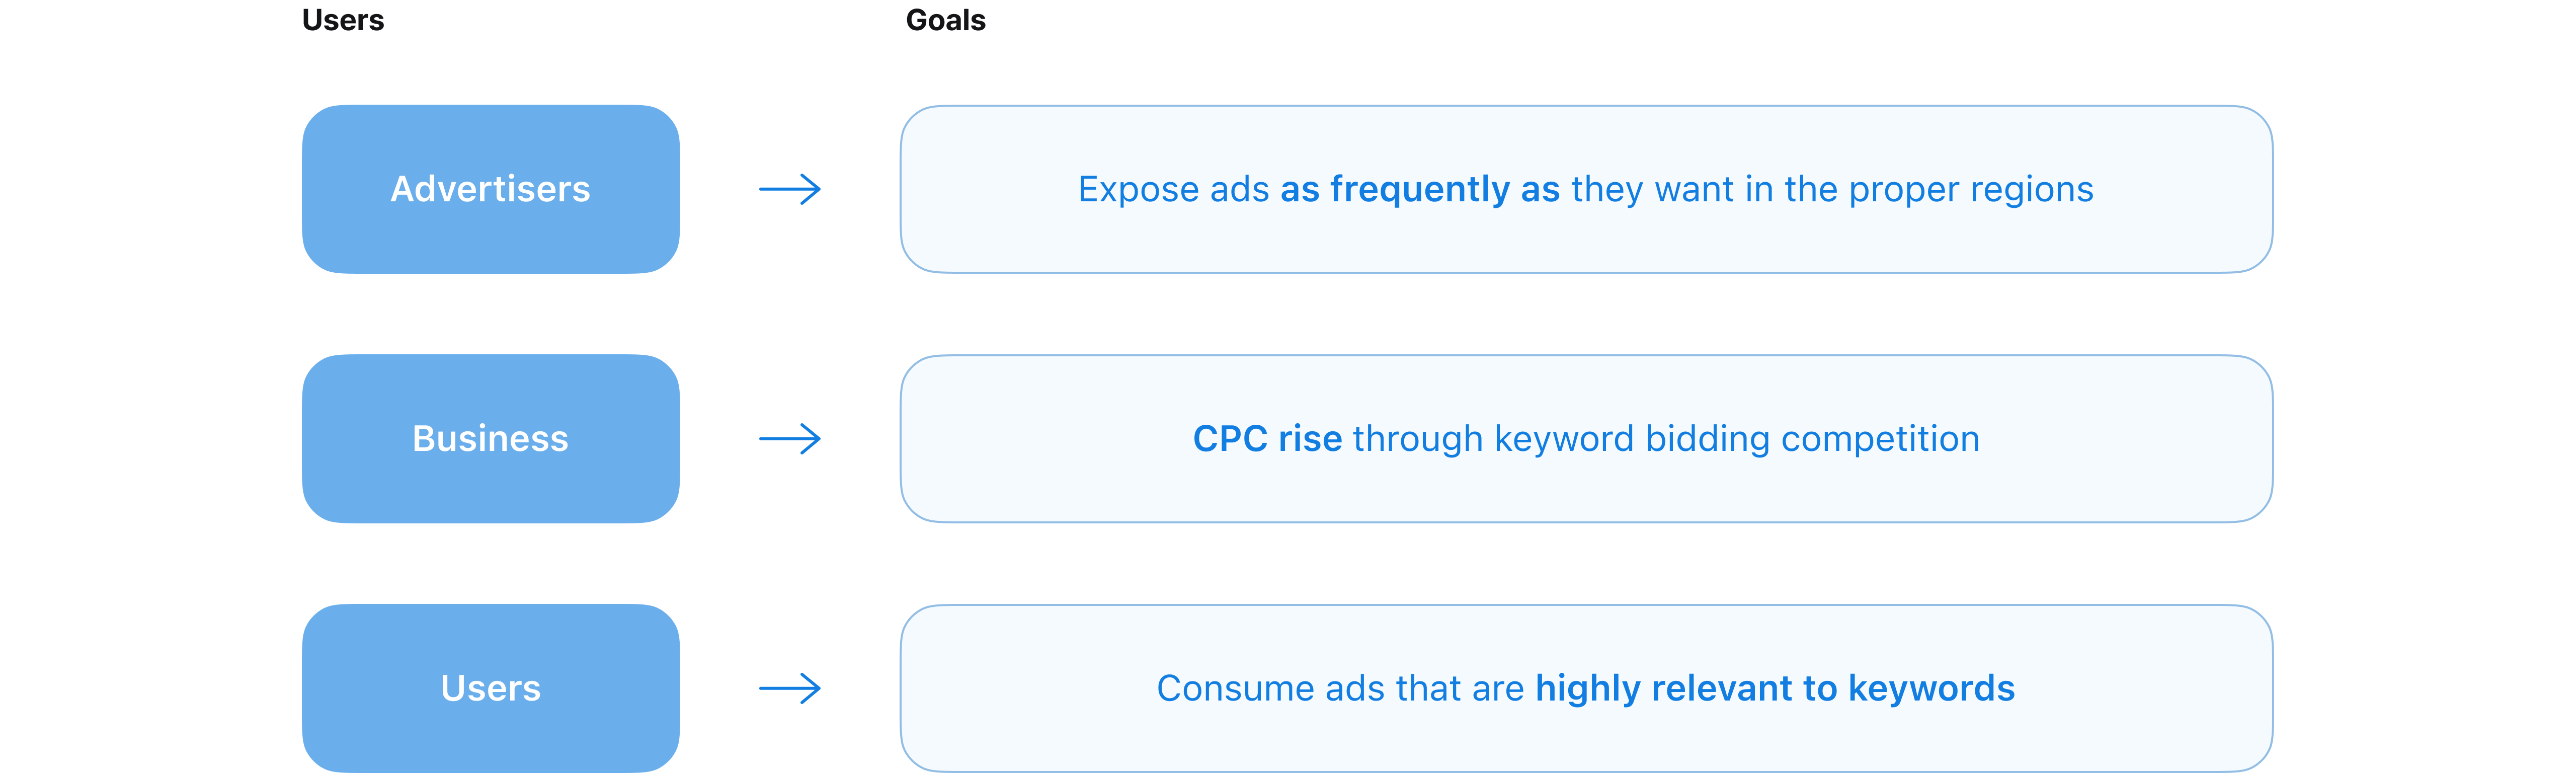 Users
Goals
Advertisers
Expose ads as frequently as they want in the proper regions
Business
CPC rise through keyword bidding competition
Users
Consume ads that are highly relevant to keywords